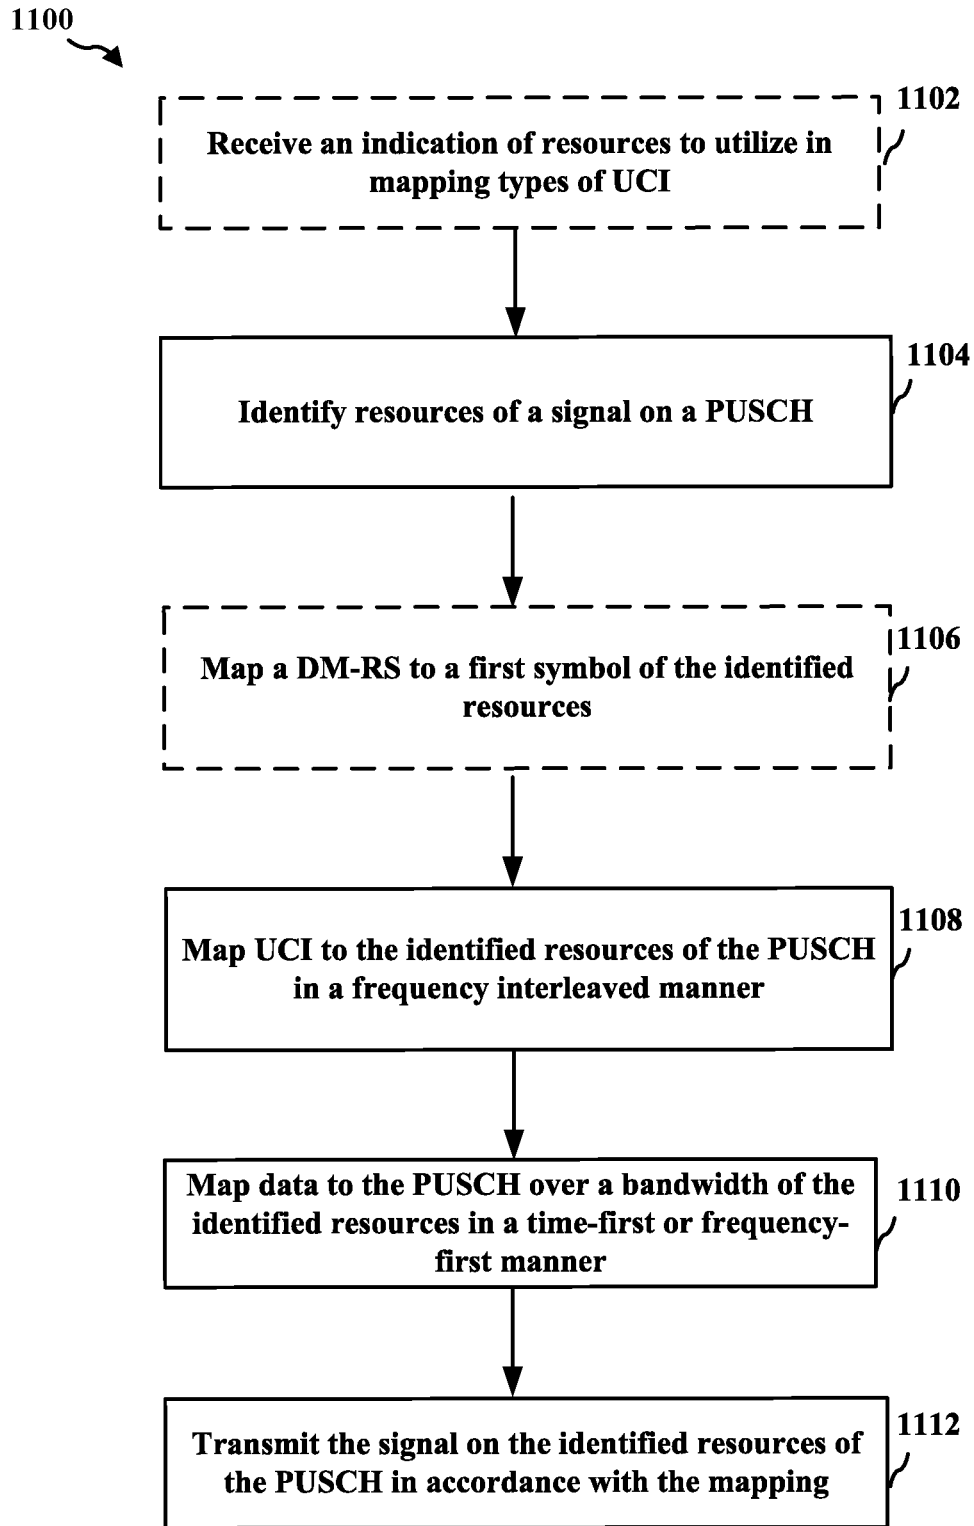 1100
1102
Receive an indication of resources to utilize in
mapping types of UCI
1104
Identify resources of a signal on a PUSCH
1106
Map a DM-RS to a first symbol of the identified
resources
1108
Map UCI to the identified resources of the PUSCH
in a frequency interleaved manner
1110
Map data to the PUSCH over a bandwidth of the
identified resources in a time-first or frequency-
first manner
1112
Transmit the signal on the identified resources of
the PUSCH in accordance with the mapping